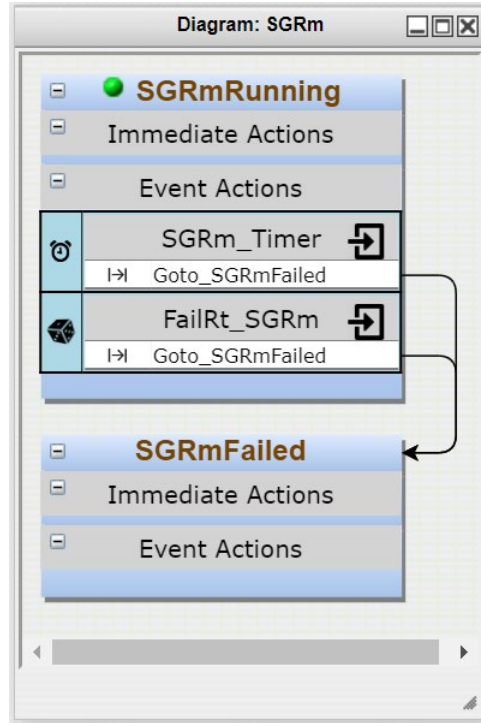 Diagram: SGRm
SGRmRunning
Immediate Actions
Event Actions
SGRm_Timer
Goto_SGRmFailed
FailRt_SGRm
Goto_SGRmFailed
SGRmFailed
Immediate Actions
Event Actions